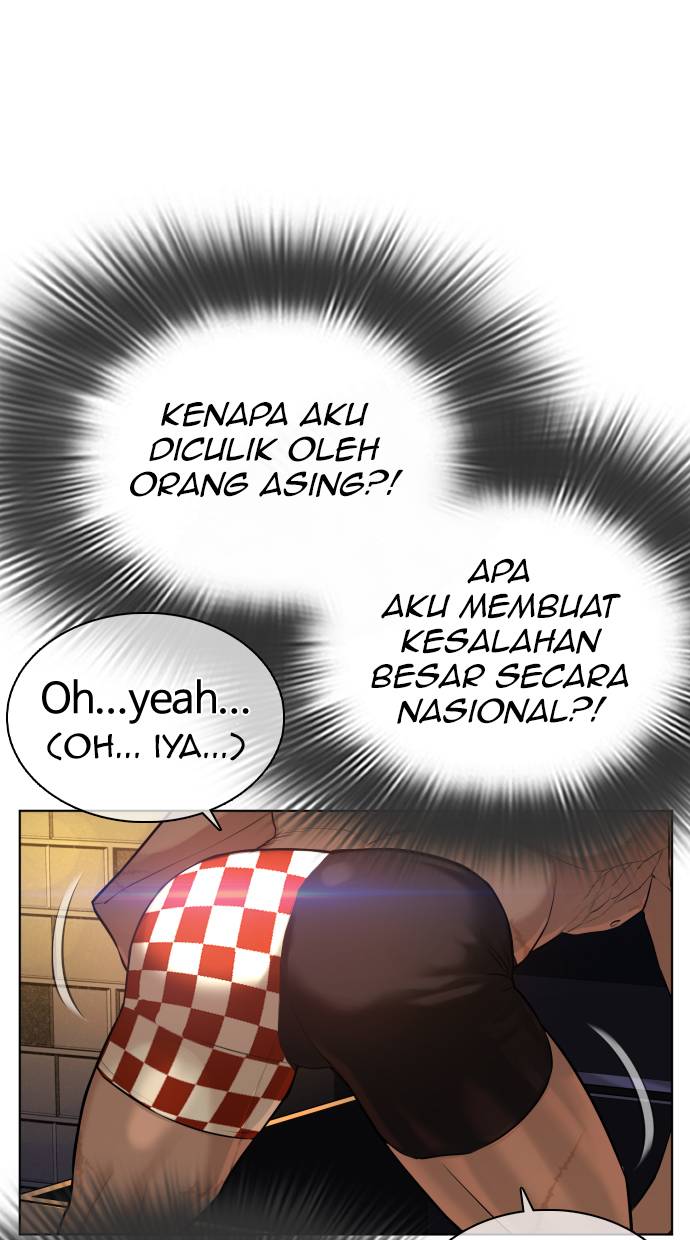 KENAPA AKU
DICULIK OLEH
ORANG ASING?!
APA
AKU MEMBUAT
KESALAHAN
BESAR SECARA
NASIONAL?!
Oh...yeah...
(OH... IYA...)